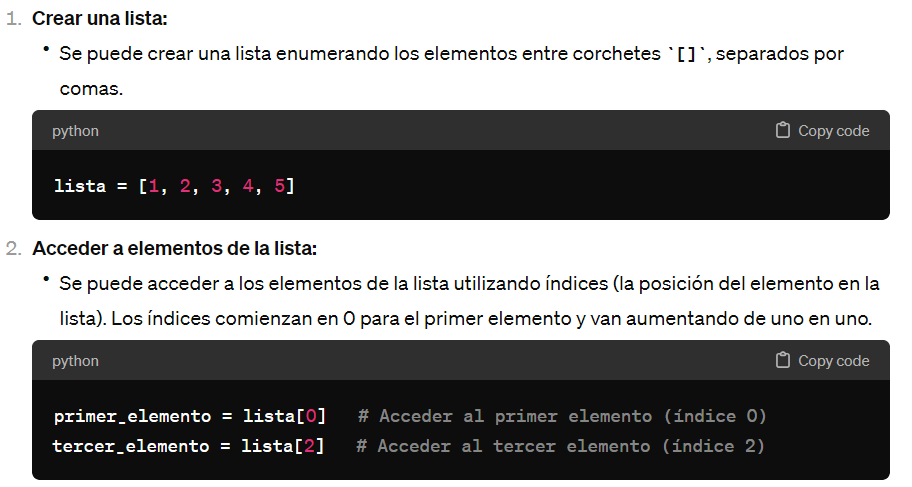 1. Crear una lista:
• Se puede crear una lista enumerando los elementos entre corchetes `[]`, separados por
comas.
python Copy code
lista = [1, 2, 3, 4, 5]
2. Acceder a elementos de la lista:
• Se puede acceder a los elementos de la lista utilizando índices (la posición del elemento en la
lista). Los índices comienzan en 0 para el primer elemento y van aumentando de uno en uno.
python Copy code
primer_elemento = lista[0]   # Acceder al primer elemento (índice 0)
tercer_elemento = lista[2]   # Acceder al tercer elemento (índice 2)